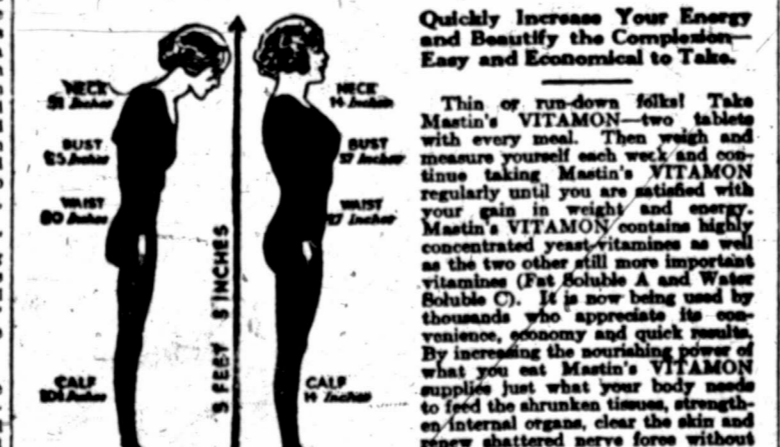 Quickly Increase Your Energy
and Beautify the Complexion—
Easy and Economical to Take.
Thin or run-down folks! Take
Mastin's VITAMON—two tablets
with every meal. Then weigh and
measure yourself each week and con-
tinue taking Mastin's VITAMON
regularly until you are satisfied with
your gain in weight and energy.
Mastin's VITAMON contains highly
concentrated yeast-vitamines as well
as the two other still more important
vitamines (Fat Soluble A and Water
Soluble C). It is now being used by
thousands who appreciate its con-
venience, economy and quick results.
By increasing the nourishing power of
what you eat Mastin's VITAMON
supplies just what your body needs
to feed the shrunken tissues, strength-
en internal organs, clear the skin and
renew shattered nerve force without
NECK
Inches
BUST
Inches
WAIST
Inches
CALF
Inches
5 FEET 5 INCHES
NECK
14 Inches
BUST
37 Inches
WAIST
27 Inches
CALF
14 Inches